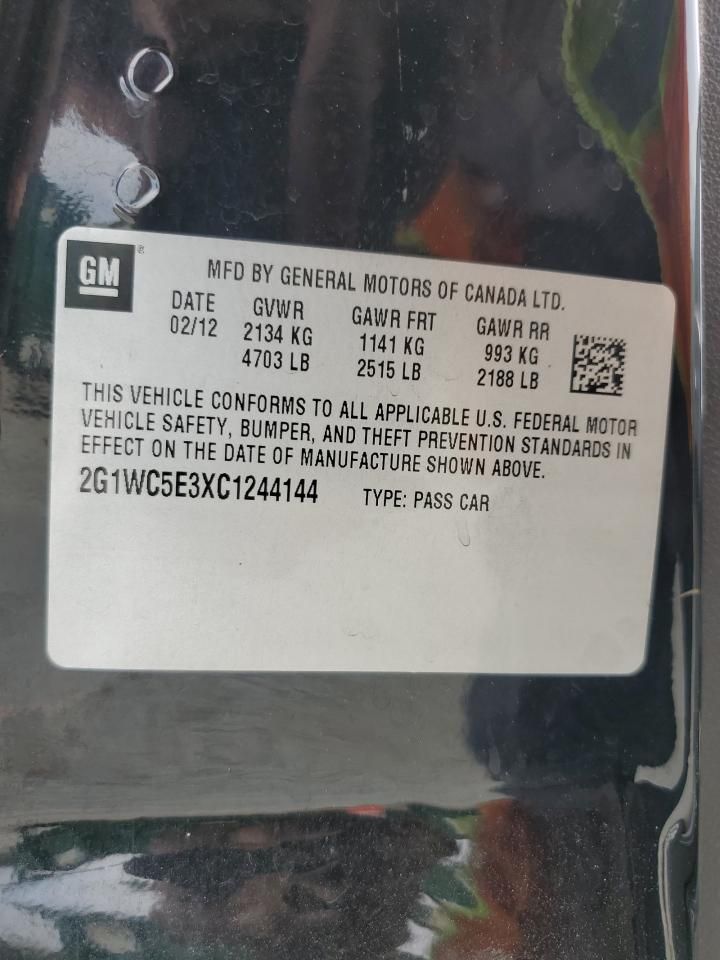 GM ®
MFD BY GENERAL MOTORS OF CANADA LTD.
DATE GVWR GAWR FRT GAWR RR
02/12 2134 KG 1141 KG 993 KG
4703 LB 2515 LB 2188 LB
THIS VEHICLE CONFORMS TO ALL APPLICABLE U.S. FEDERAL MOTOR
VEHICLE SAFETY, BUMPER, AND THEFT PREVENTION STANDARDS IN
EFFECT ON THE DATE OF MANUFACTURE SHOWN ABOVE.
2G1WC5E3XC1244144 TYPE: PASS CAR